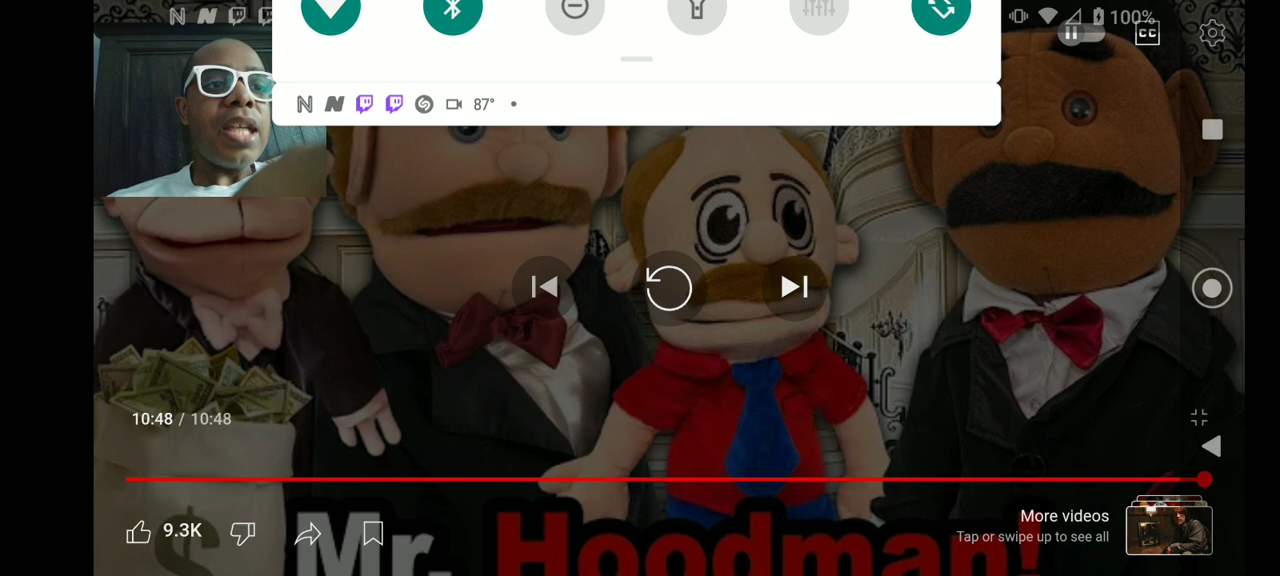 100%
CC
87°
10:48 / 10:48
9.3K
More videos
Tap or swipe up to see all
$ Mr. Hoodman!